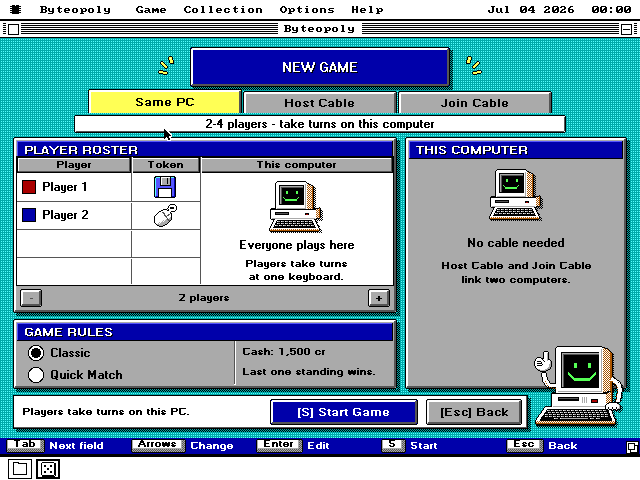 Byteopoly Game Collection Options Help Jul 04 2026 00:00
Byteopoly
NEW GAME
Same PC Host Cable Join Cable
2-4 players - take turns on this computer
PLAYER ROSTER
Player Token This computer
Player 1
Player 2
Everyone plays here
Players take turns
at one keyboard.
- 2 players +
THIS COMPUTER
No cable needed
Host Cable and Join Cable
link two computers.
GAME RULES
Classic
Quick Match
Cash: 1,500 cr
Last one standing wins.
Players take turns on this PC.
[S] Start Game
[Esc] Back
Tab Next field Arrows Change Enter Edit S Start Esc Back